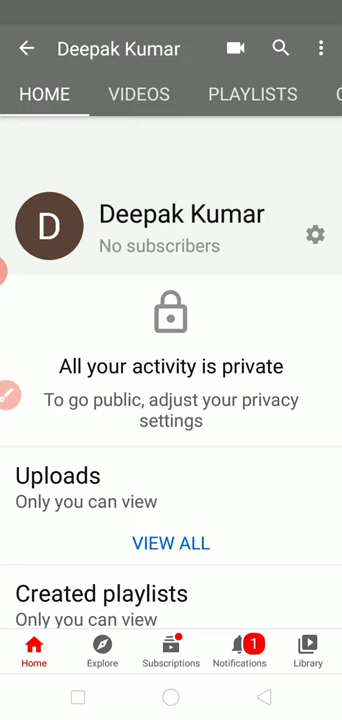 Deepak Kumar
HOME VIDEOS PLAYLISTS
D
Deepak Kumar
No subscribers
All your activity is private
To go public, adjust your privacy
settings
Uploads
Only you can view
VIEW ALL
Created playlists
Only you can view
1
Home Explore Subscriptions Notifications Library